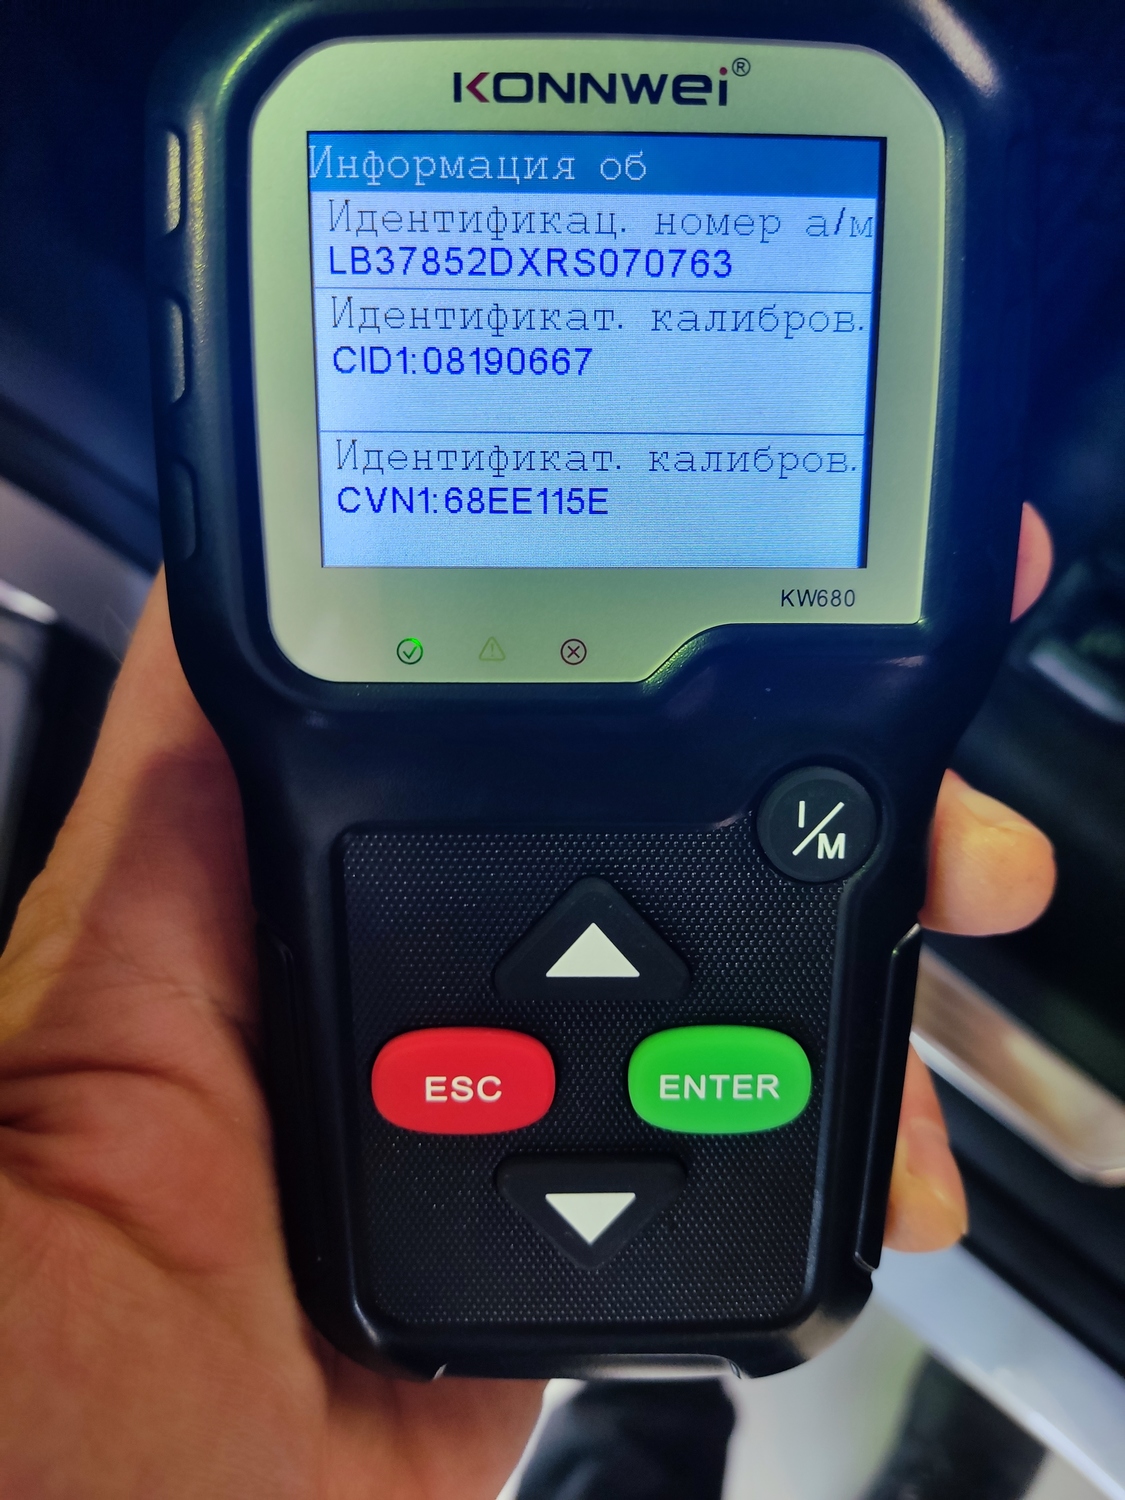 KONNWEI®
Информация об
Идентификац. номер а/м
LB37852DXRS070763
Идентификат. калибров.
CID1:08190667
Идентификат. калибров.
CVN1:68EE115E
KW680
I/M
ESC
ENTER